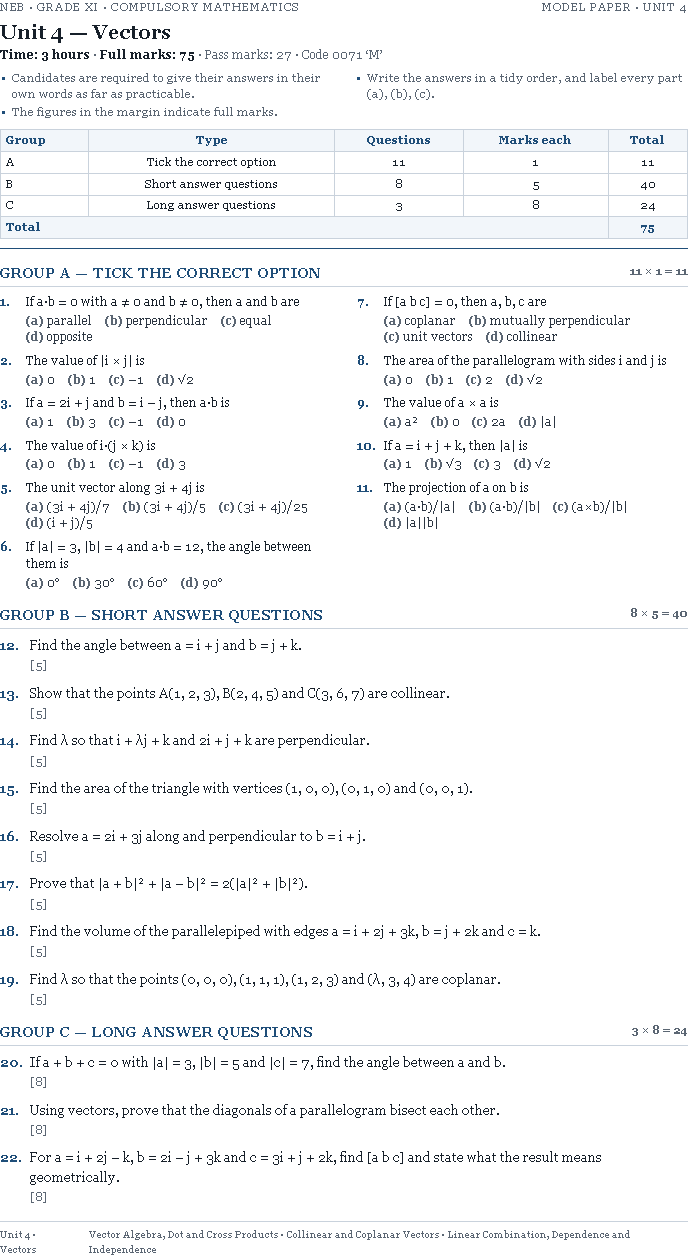 NEB · GRADE XI · COMPULSORY MATHEMATICS
MODEL PAPER · UNIT 4
Unit 4 — Vectors
Time: 3 hours · Full marks: 75 · Pass marks: 27 · Code 0071 ‘M’
▪ Candidates are required to give their answers in their
own words as far as practicable.
▪ The figures in the margin indicate full marks.
▪ Write the answers in a tidy order, and label every part
(a), (b), (c).
Group Type Questions Marks each Total
A Tick the correct option 11 1 11
B Short answer questions 8 5 40
C Long answer questions 3 8 24
Total 75
GROUP A — TICK THE CORRECT OPTION 11 × 1 = 11
1. If a·b = 0 with a ≠ 0 and b ≠ 0, then a and b are
(a) parallel (b) perpendicular (c) equal
(d) opposite
2. The value of |i × j| is
(a) 0 (b) 1 (c) −1 (d) √2
3. If a = 2i + j and b = i − j, then a·b is
(a) 1 (b) 3 (c) −1 (d) 0
4. The value of i·(j × k) is
(a) 0 (b) 1 (c) −1 (d) 3
5. The unit vector along 3i + 4j is
(a) (3i + 4j)/7 (b) (3i + 4j)/5 (c) (3i + 4j)/25
(d) (i + j)/5
6. If |a| = 3, |b| = 4 and a·b = 12, the angle between
them is
(a) 0° (b) 30° (c) 60° (d) 90°
7. If [a b c] = 0, then a, b, c are
(a) coplanar (b) mutually perpendicular
(c) unit vectors (d) collinear
8. The area of the parallelogram with sides i and j is
(a) 0 (b) 1 (c) 2 (d) √2
9. The value of a × a is
(a) a² (b) 0 (c) 2a (d) |a|
10. If a = i + j + k, then |a| is
(a) 1 (b) √3 (c) 3 (d) √2
11. The projection of a on b is
(a) (a·b)/|a| (b) (a·b)/|b| (c) (a×b)/|b|
(d) |a||b|
GROUP B — SHORT ANSWER QUESTIONS 8 × 5 = 40
12. Find the angle between a = i + j and b = j + k.
[5]
13. Show that the points A(1, 2, 3), B(2, 4, 5) and C(3, 6, 7) are collinear.
[5]
14. Find λ so that i + λj + k and 2i + j + k are perpendicular.
[5]
15. Find the area of the triangle with vertices (1, 0, 0), (0, 1, 0) and (0, 0, 1).
[5]
16. Resolve a = 2i + 3j along and perpendicular to b = i + j.
[5]
17. Prove that |a + b|² + |a − b|² = 2(|a|² + |b|²).
[5]
18. Find the volume of the parallelepiped with edges a = i + 2j + 3k, b = j + 2k and c = k.
[5]
19. Find λ so that the points (0, 0, 0), (1, 1, 1), (1, 2, 3) and (λ, 3, 4) are coplanar.
[5]
GROUP C — LONG ANSWER QUESTIONS 3 × 8 = 24
20. If a + b + c = 0 with |a| = 3, |b| = 5 and |c| = 7, find the angle between a and b.
[8]
21. Using vectors, prove that the diagonals of a parallelogram bisect each other.
[8]
22. For a = i + 2j − k, b = 2i − j + 3k and c = 3i + j + 2k, find [a b c] and state what the result means
geometrically.
[8]
Unit 4 ·
Vectors
Vector Algebra, Dot and Cross Products · Collinear and Coplanar Vectors · Linear Combination, Dependence and
Independence